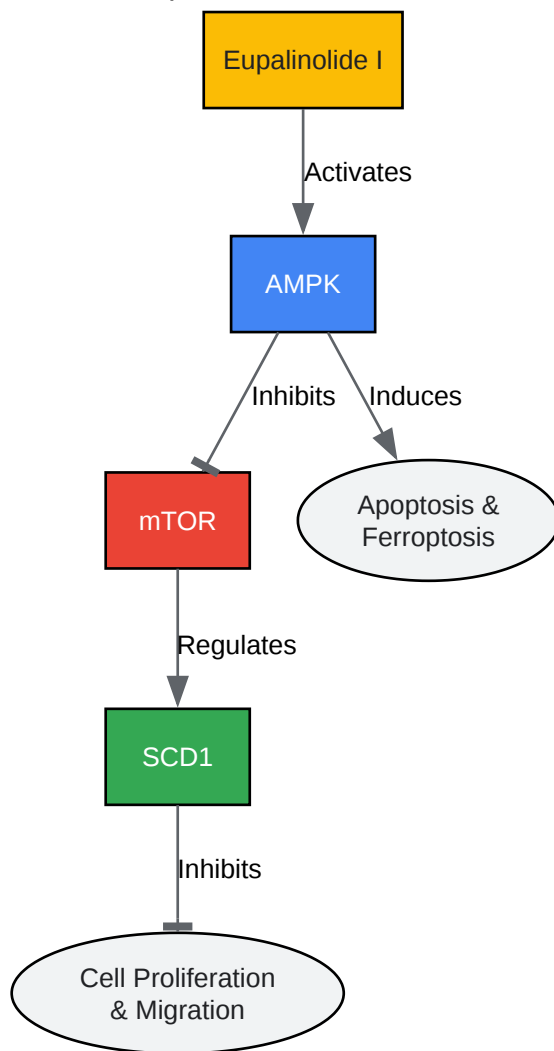 Eupalinolide I
Activates
AMPK
Inhibits
Induces
Apoptosis &
Ferroptosis
mTOR
Regulates
SCD1
Inhibits
Cell Proliferation
& Migration